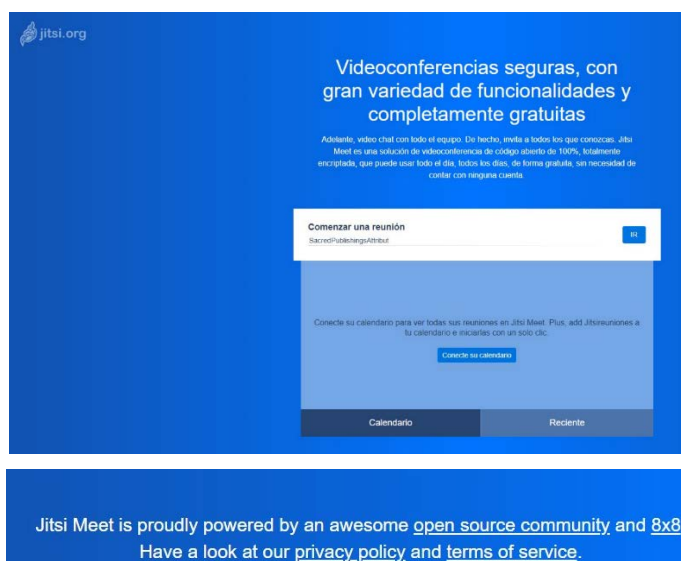 jitsi.org
Videoconferencias seguras, con
gran variedad de funcionalidades y
completamente gratuitas
Adelante, video chat con todo el equipo. De hecho, invita a todos los que conozcas. Jitsi
Meet es una solución de videoconferencia de código abierto de 100%, totalmente
encriptada, que puede usar todo el día, todos los días, de forma gratuita, sin necesidad de
contar con ninguna cuenta.
Comenzar una reunión
SacredPublishingsAttribut
IR
Conecte su calendario para ver todas sus reuniones en Jitsi Meet. Plus, add Jitsireuniones a
tu calendario e iniciarlas con un solo clic.
Conecte su calendario
Calendario
Reciente
Jitsi Meet is proudly powered by an awesome open source community and 8x8
Have a look at our privacy policy and terms of service.